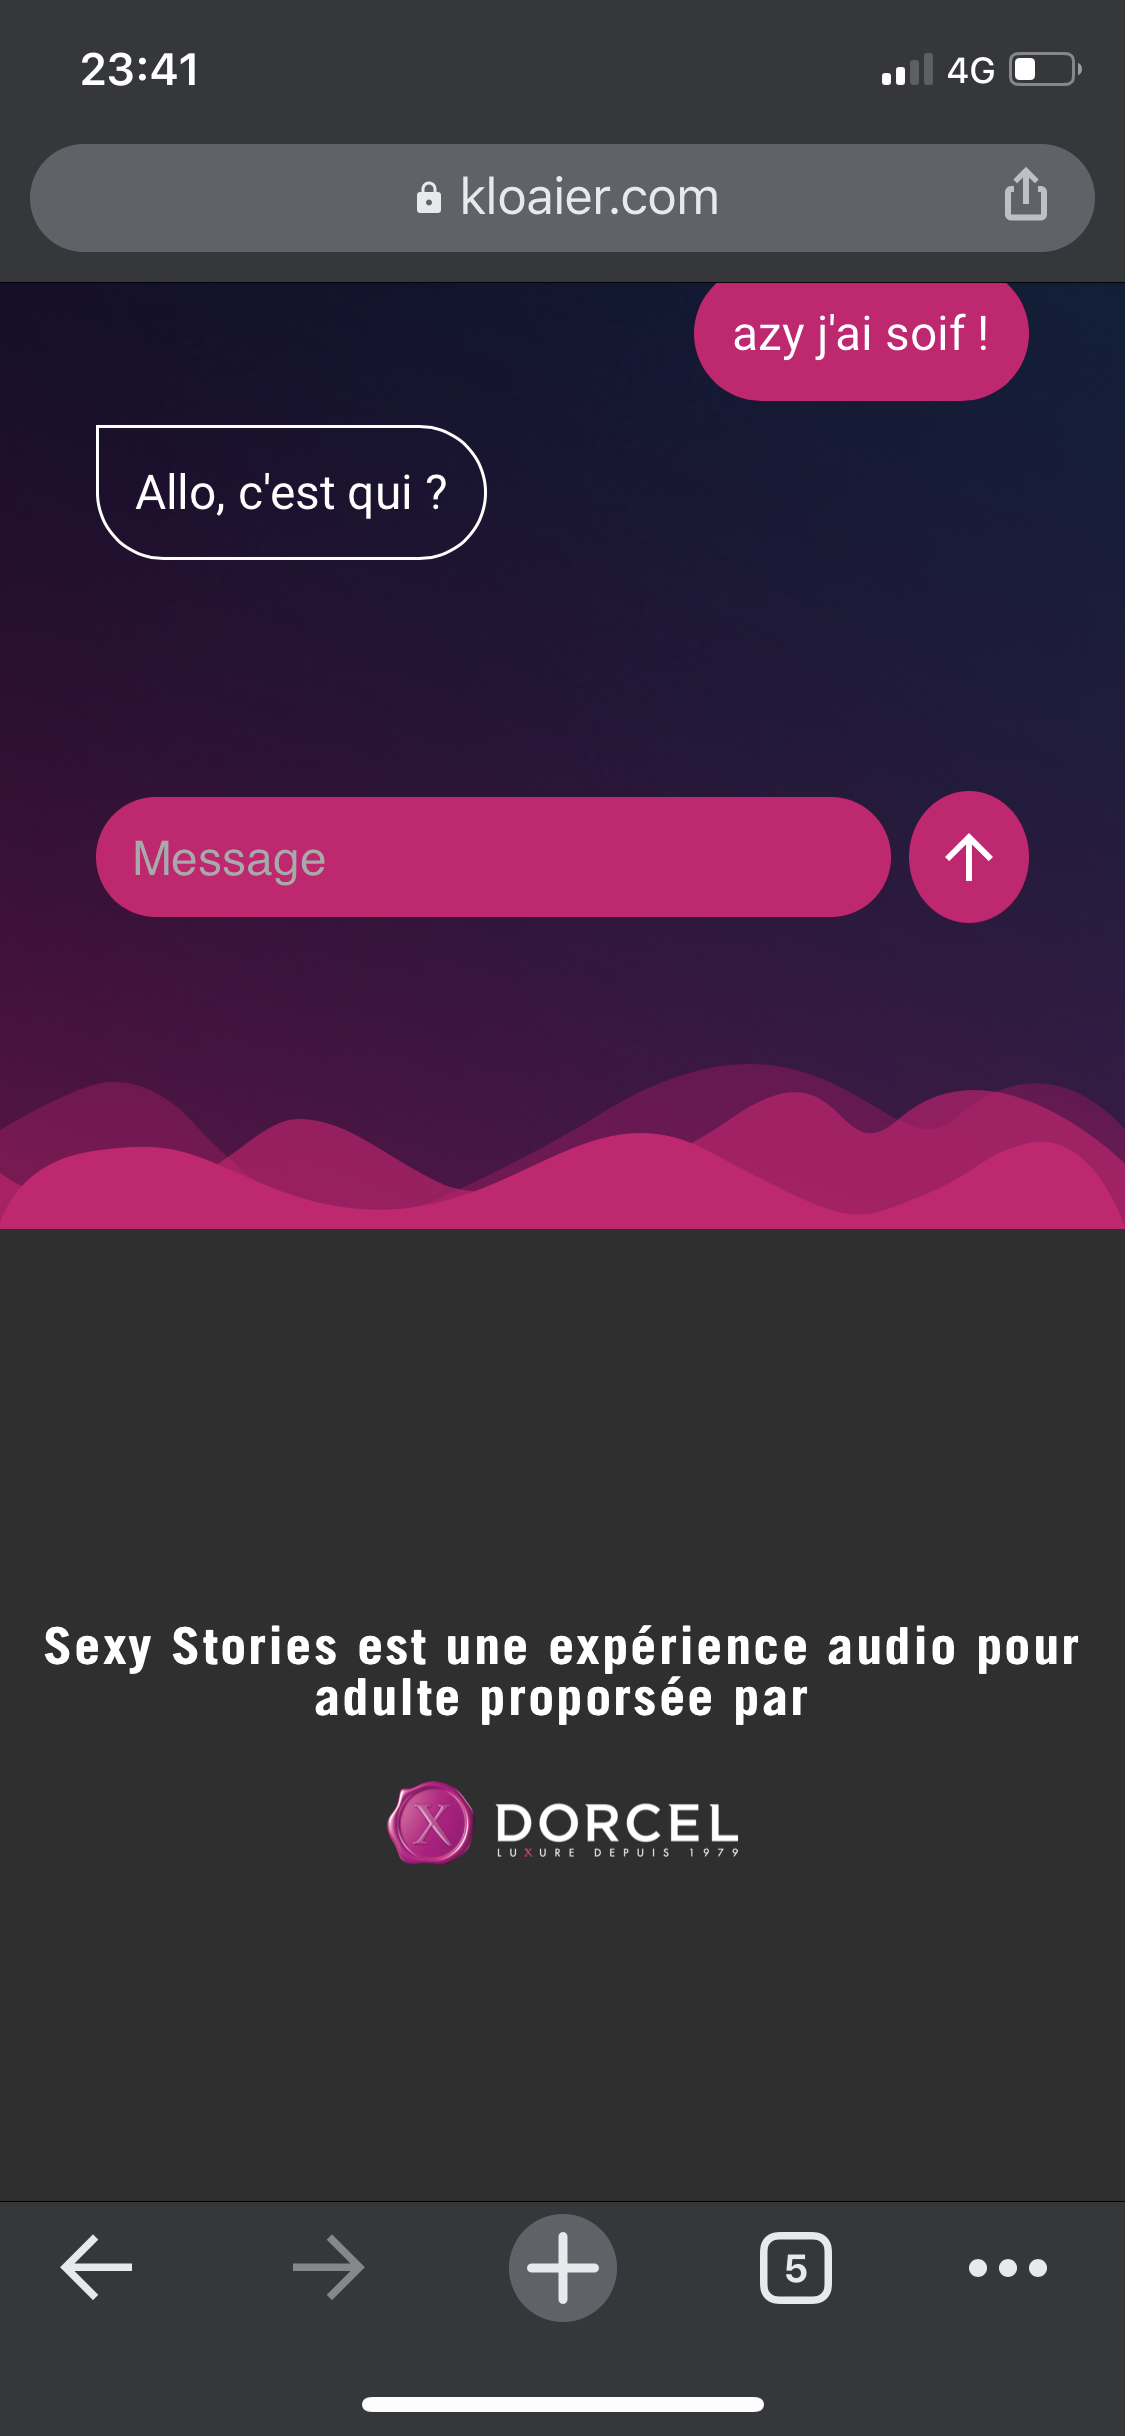 23:41
4G
kloaier.com
azy j'ai soif !
Allo, c'est qui ?
Message
Sexy Stories est une expérience audio pour
adulte proporsée par
X
DORCEL
LUXURE DEPUIS 1979
5